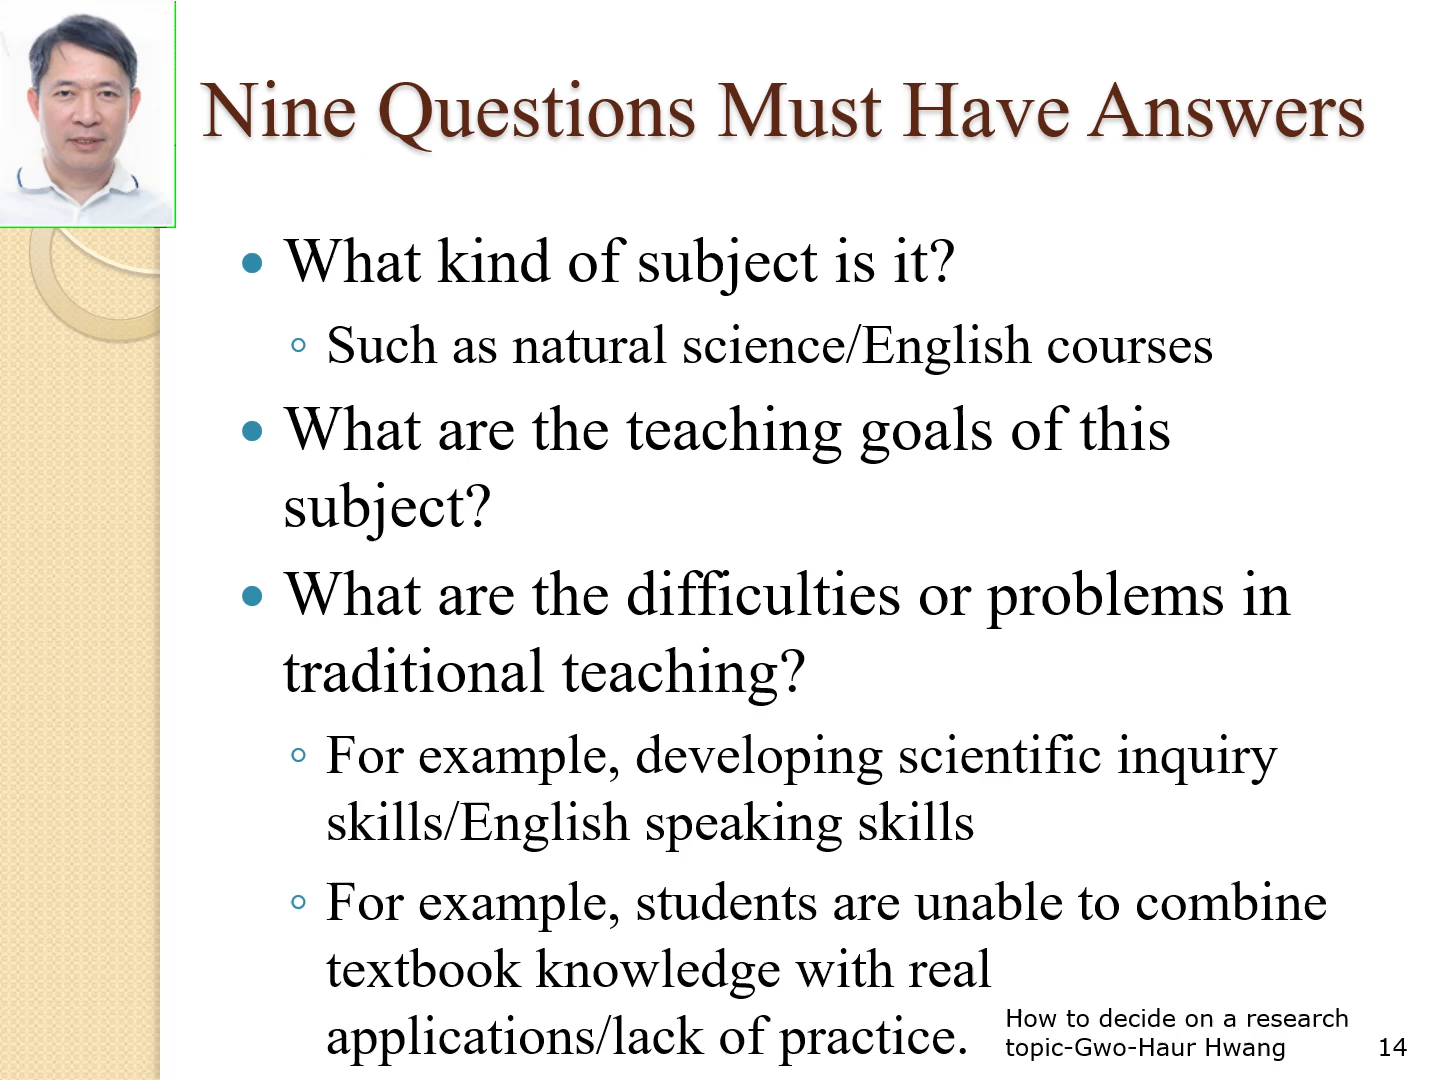 Nine Questions Must Have Answers
• What kind of subject is it?
◦ Such as natural science/English courses
• What are the teaching goals of this
subject?
• What are the difficulties or problems in
traditional teaching?
◦ For example, developing scientific inquiry
skills/English speaking skills
◦ For example, students are unable to combine
textbook knowledge with real
applications/lack of practice.
How to decide on a research
topic-Gwo-Haur Hwang
14